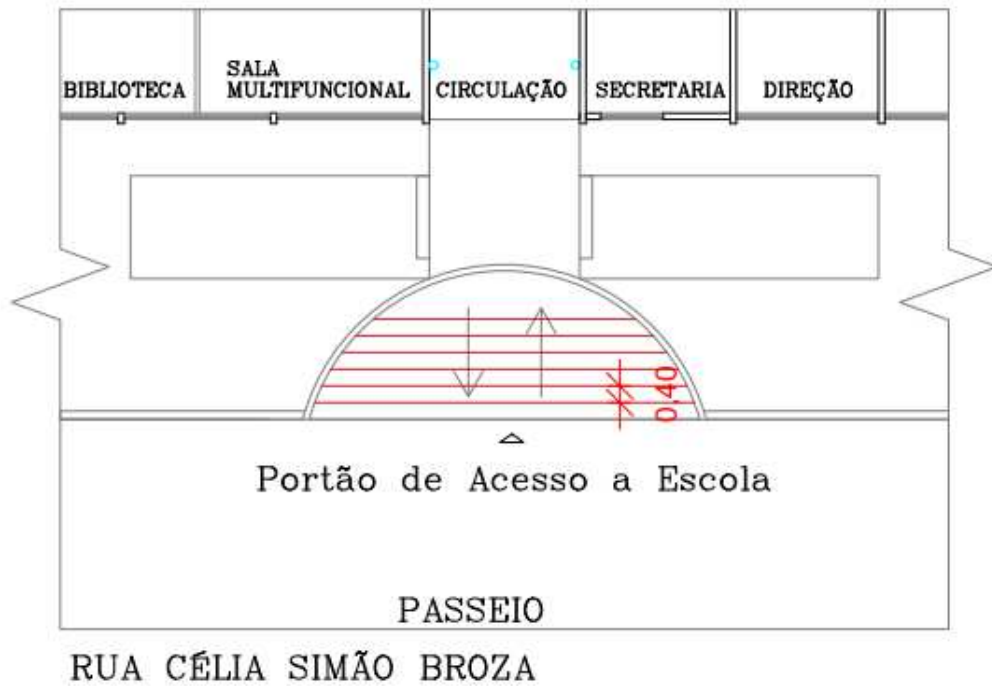 BIBLIOTECA
SALA
MULTIFUNCIONAL
CIRCULAÇÃO
SECRETARIA
DIREÇÃO
0,40
Portão de Acesso a Escola
PASSEIO
RUA CÉLIA SIMÃO BROZA